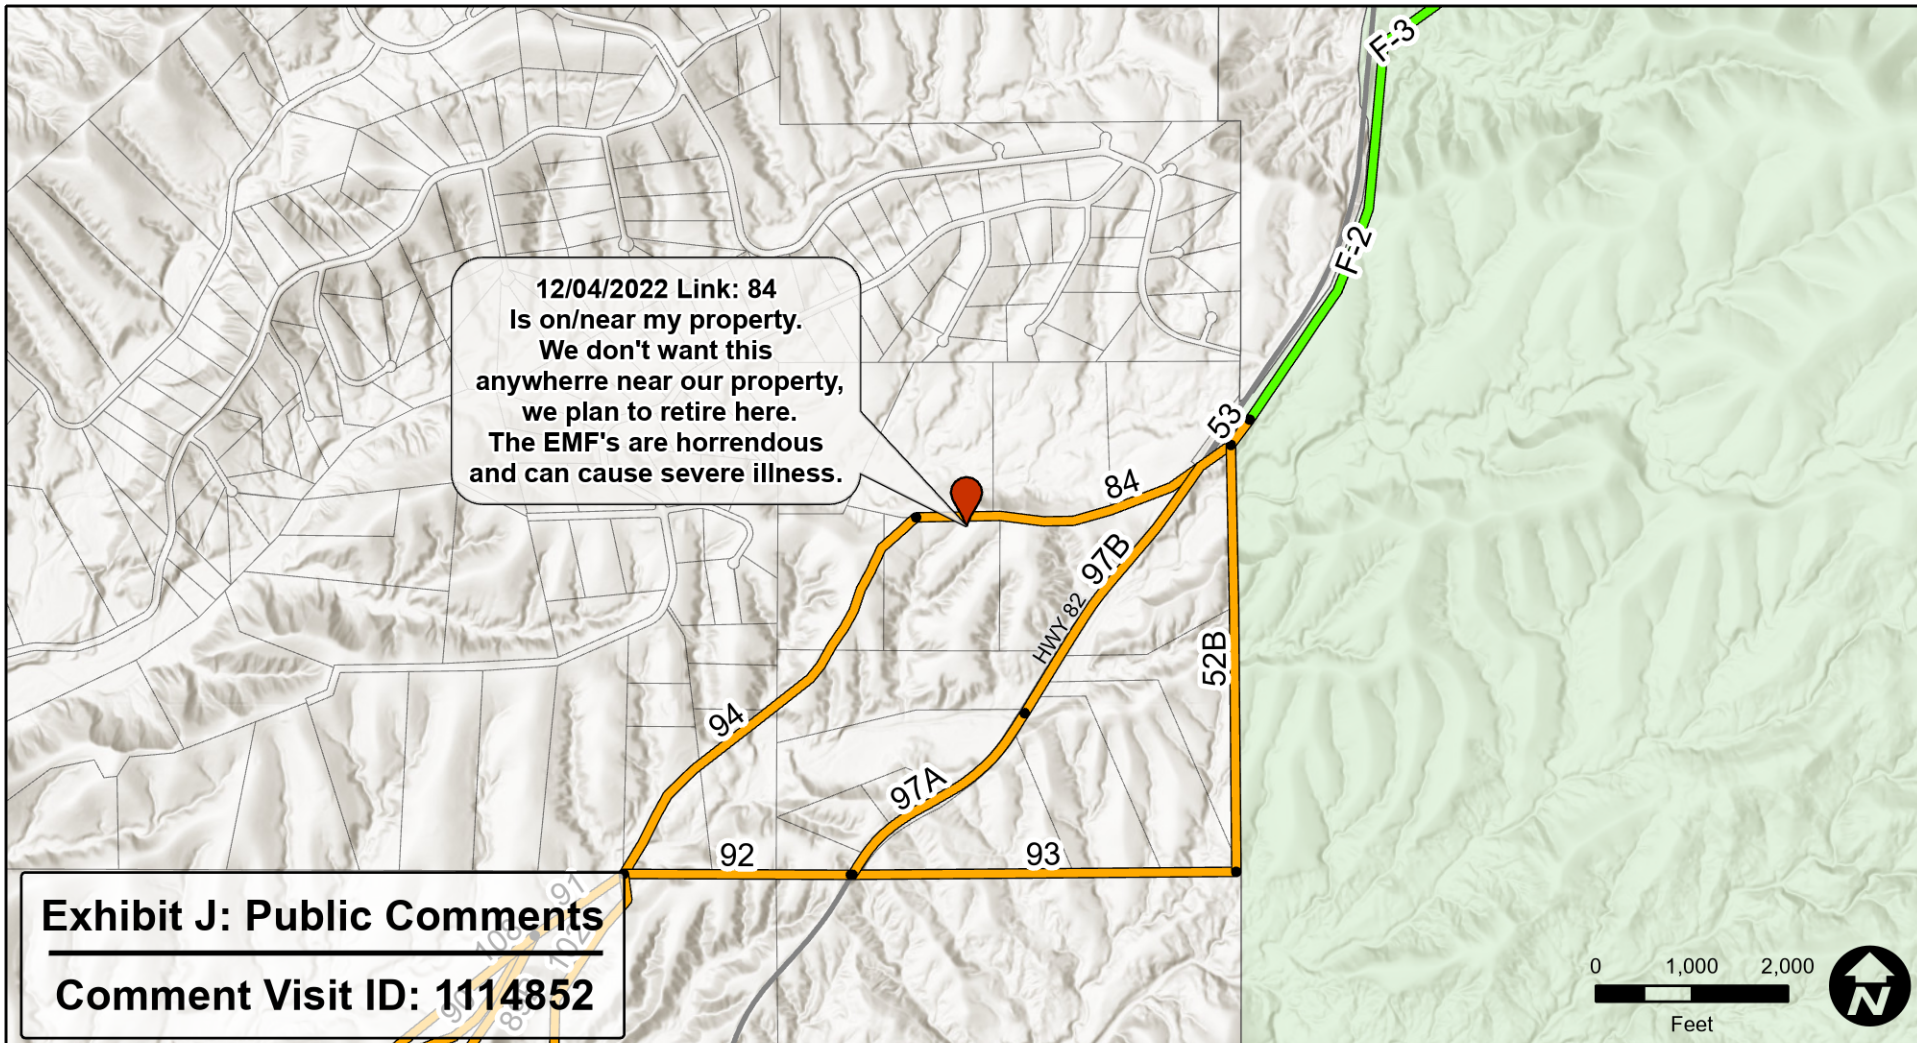 F-3
F-2
12/04/2022 Link: 84
Is on/near my property.
We don't want this
anywherre near our property,
we plan to retire here.
The EMF's are horrendous
and can cause severe illness.
53
84
97B
HWY 82
52B
94
97A
92
93
91
108
102
90
Exhibit J: Public Comments
Comment Visit ID: 1114852
0 1,000 2,000
Feet
N